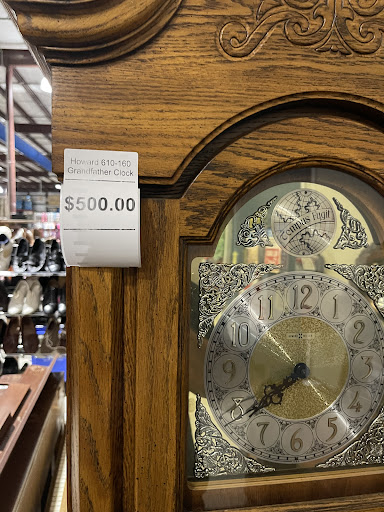 Howard 610-160
Grandfather Clock
$500.00
Tempus Fugit
11 12 1
10 2
9 3
8 4
7 6 5